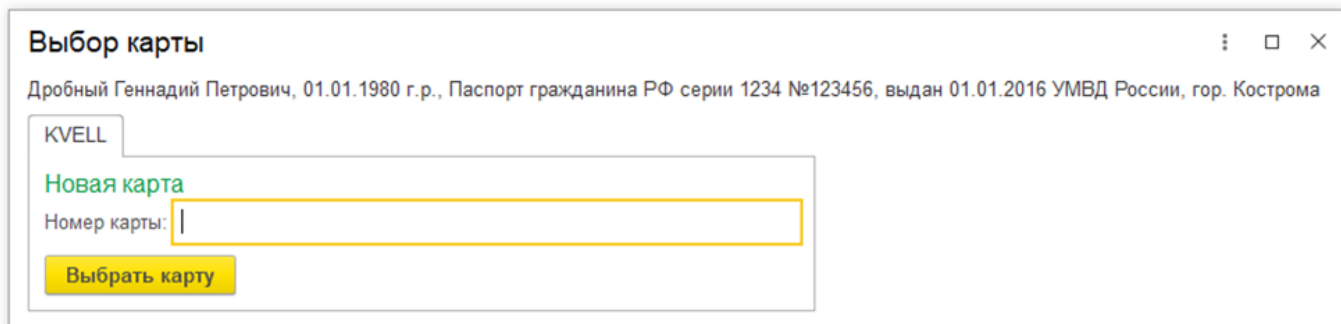 Выбор карты
Дробный Геннадий Петрович, 01.01.1980 г.р., Паспорт гражданина РФ серии 1234 №123456, выдан 01.01.2016 УМВД России, гор. Кострома
KVELL
Новая карта
Номер карты:
Выбрать карту